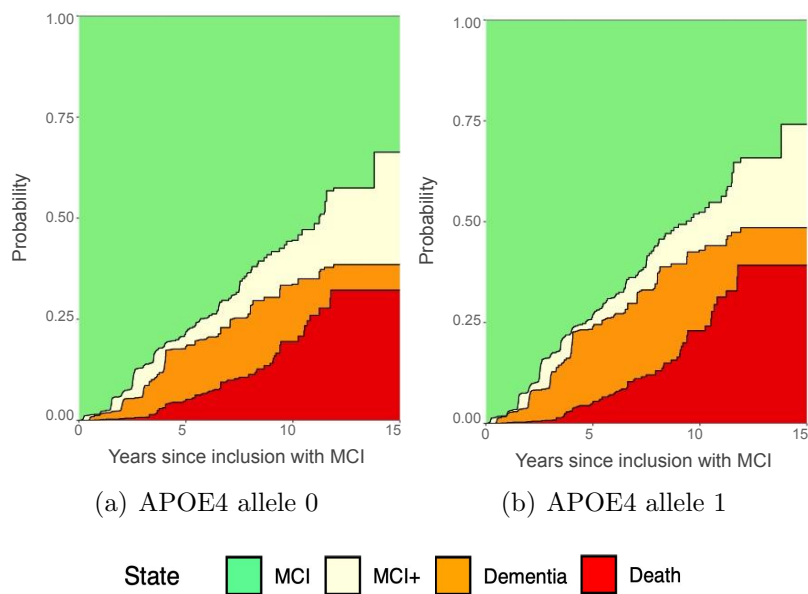 1.00
0.75
0.50
0.25
0.00
Probability
0
5
10
15
Years since inclusion with MCI
(a) APOE4 allele 0
1.00
0.75
0.50
0.25
0.00
Probability
0
5
10
15
Years since inclusion with MCI
(b) APOE4 allele 1
State MCI MCI+ Dementia Death